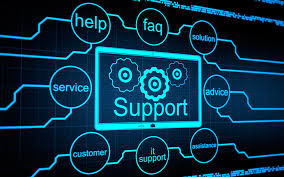 help
faq
solution
service
Support
advice
customer
it
support
assistance